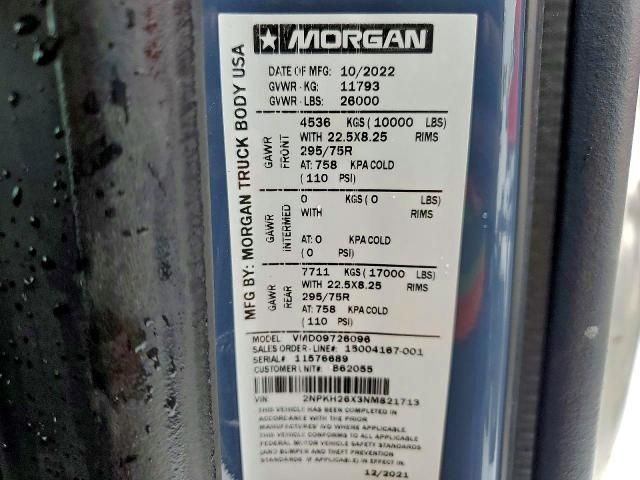 MORGAN
MFG BY: MORGAN TRUCK BODY USA
DATE OF MFG: 10/2022
GVWR - KG: 11793
GVWR - LBS: 26000
GAWR FRONT
4536 KGS ( 10000 LBS)
WITH 22.5X8.25 RIMS
295/75R
AT: 758 KPA COLD
( 110 PSI)
GAWR INTERMED
0 KGS ( 0 LBS)
WITH RIMS
AT: 0 KPA COLD
( 0 PSI)
GAWR REAR
7711 KGS ( 17000 LBS)
WITH 22.5X8.25 RIMS
295/75R
AT: 758 KPA COLD
( 110 PSI)
MODEL: VMD09726096
SALES ORDER - LINE#: 15004167-001
SERIAL# 11576689
CUSTOMER UNIT#: B62055
VIN: 2NPKH26X3NM821713
THIS VEHICLE HAS BEEN COMPLETED IN
ACCORDANCE WITH THE PRIOR
MANUFACTURES' IVD WHERE APPLICABLE.
THIS VEHICLE CONFORMS TO ALL APPLICABLE
FEDERAL MOTOR VEHICLE SAFETY STANDARDS
(AND BUMPER AND THEFT PREVENTION
STANDARDS IF APPLICABLE) IN EFFECT IN
12/2021